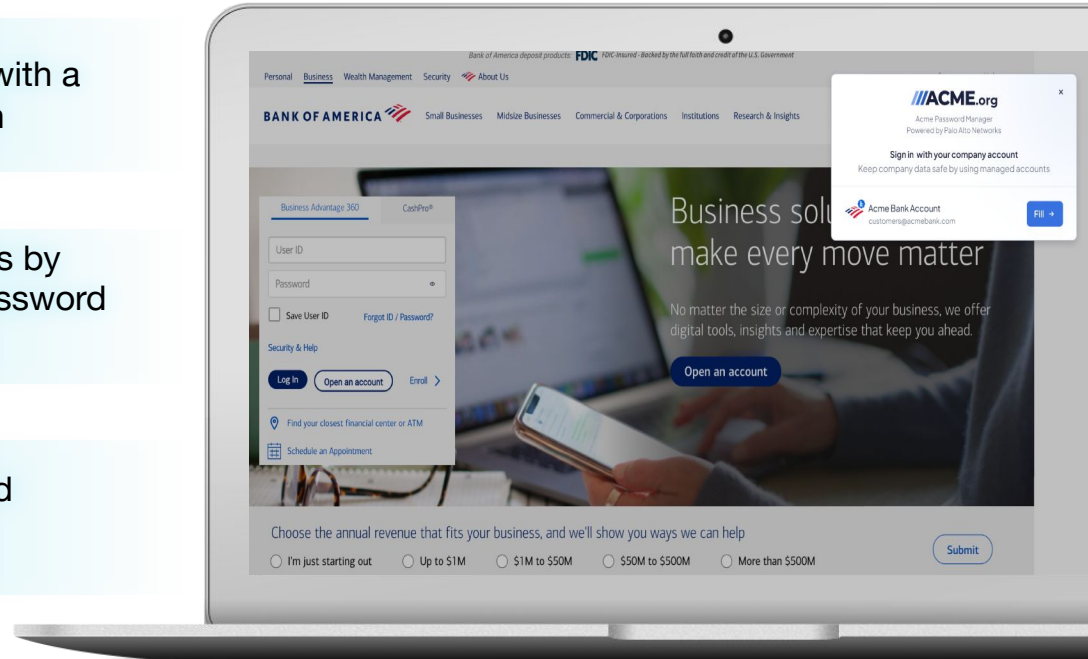 with a
s by
ssword
d
Bank of America deposit products: FDIC FDIC-Insured - Backed by the full faith and credit of the U.S. Government
Personal Business Wealth Management Security About Us
BANK OF AMERICA Small Businesses Midsize Businesses Commercial & Corporations Institutions Research & Insights
///ACME.org x
Acme Password Manager
Powered by Palo Alto Networks
Sign in with your company account
Keep company data safe by using managed accounts
Acme Bank Account
customers@acmebank.com
Fill →
Business Advantage 360 CashPro®
User ID
Password
Save User ID Forgot ID / Password?
Security & Help
Log In Open an account Enroll
Find your closest financial center or ATM
Schedule an Appointment
Business solu
make every move matter
No matter the size or complexity of your business, we offer
digital tools, insights and expertise that keep you ahead.
Open an account
Choose the annual revenue that fits your business, and we'll show you ways we can help
I'm just starting out Up to $1M $1M to $50M $50M to $500M More than $500M
Submit